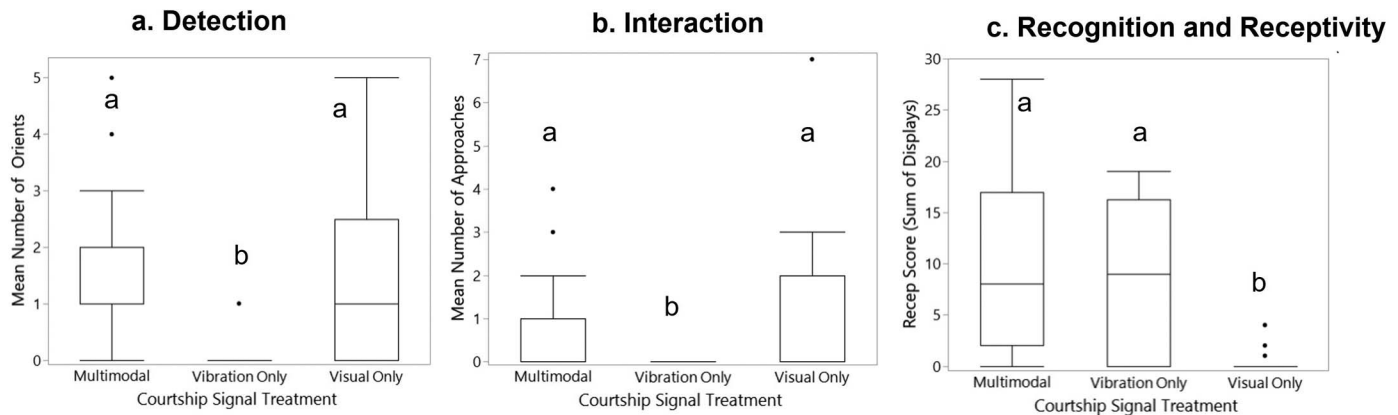 a. Detection
Mean Number of Orients
5
4
3
2
1
0
a
b
a
Multimodal
Vibration Only
Visual Only
Courtship Signal Treatment
b. Interaction
Mean Number of Approaches
7
6
5
4
3
2
1
0
a
b
a
Multimodal
Vibration Only
Visual Only
Courtship Signal Treatment
c. Recognition and Receptivity
Recep Score (Sum of Displays)
30
25
20
15
10
5
0
a
a
b
Multimodal
Vibration Only
Visual Only
Courtship Signal Treatment